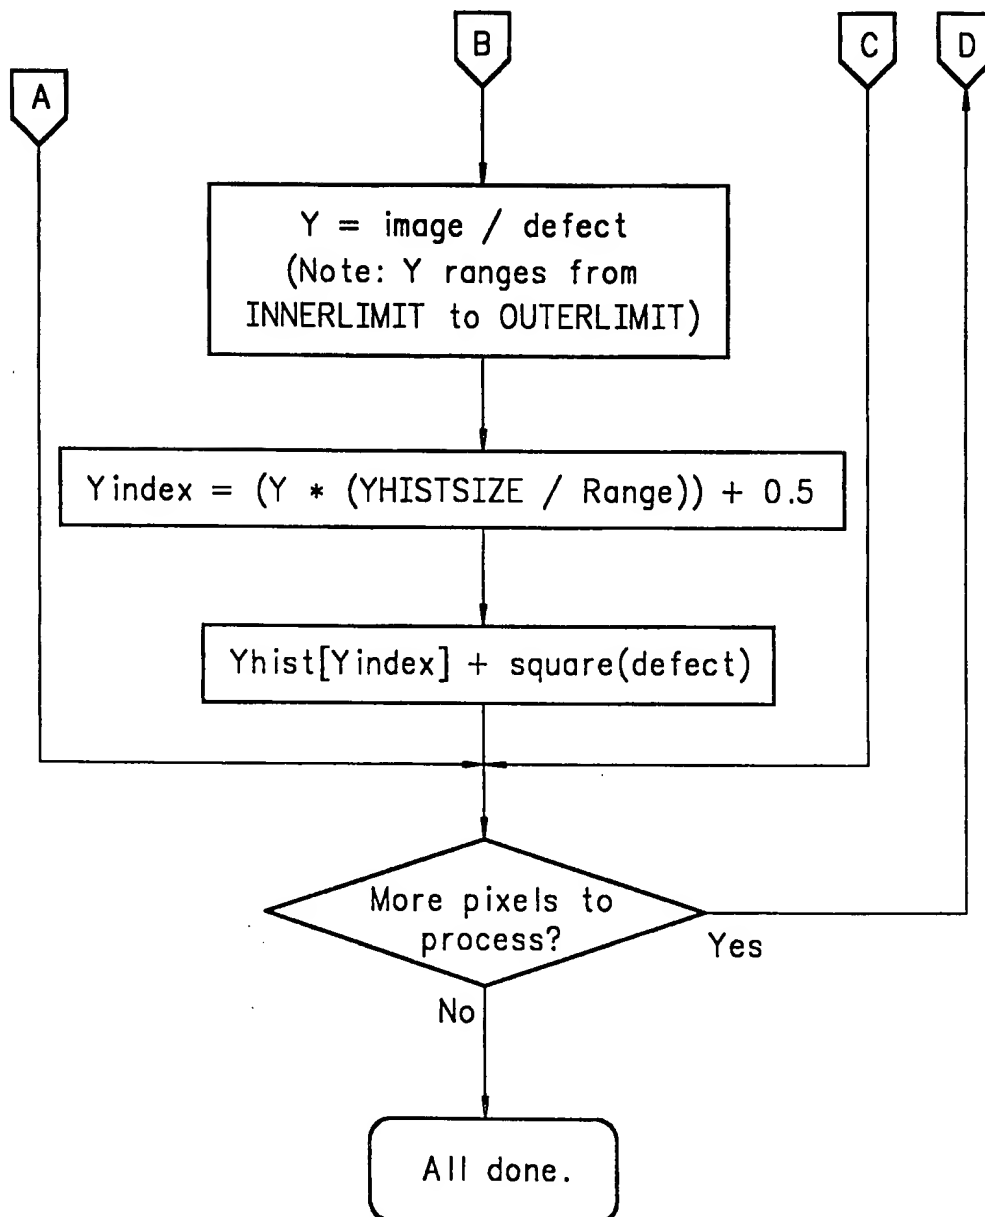 A
B
C
D
Y = image / defect
(Note: Y ranges from
INNERLIMIT to OUTERLIMIT)
Yindex = (Y * (YHISTSIZE / Range)) + 0.5
Yhist[Yindex] + square(defect)
More pixels to
process?
Yes
No
All done.